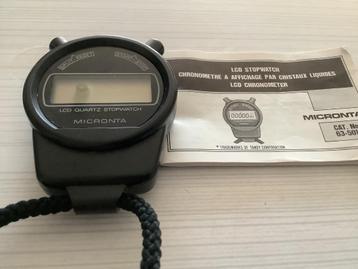 LCD QUARTZ STOPWATCH
MICRONTA
LCD STOPWATCH
CHRONOMETRE A AFFICHAGE PAR CRISTAUX LIQUIDES
LCD CHRONOMETER
MICRONTA
CAT. No
63-501
* TRADEMARKS OF TANDY CORPORATION